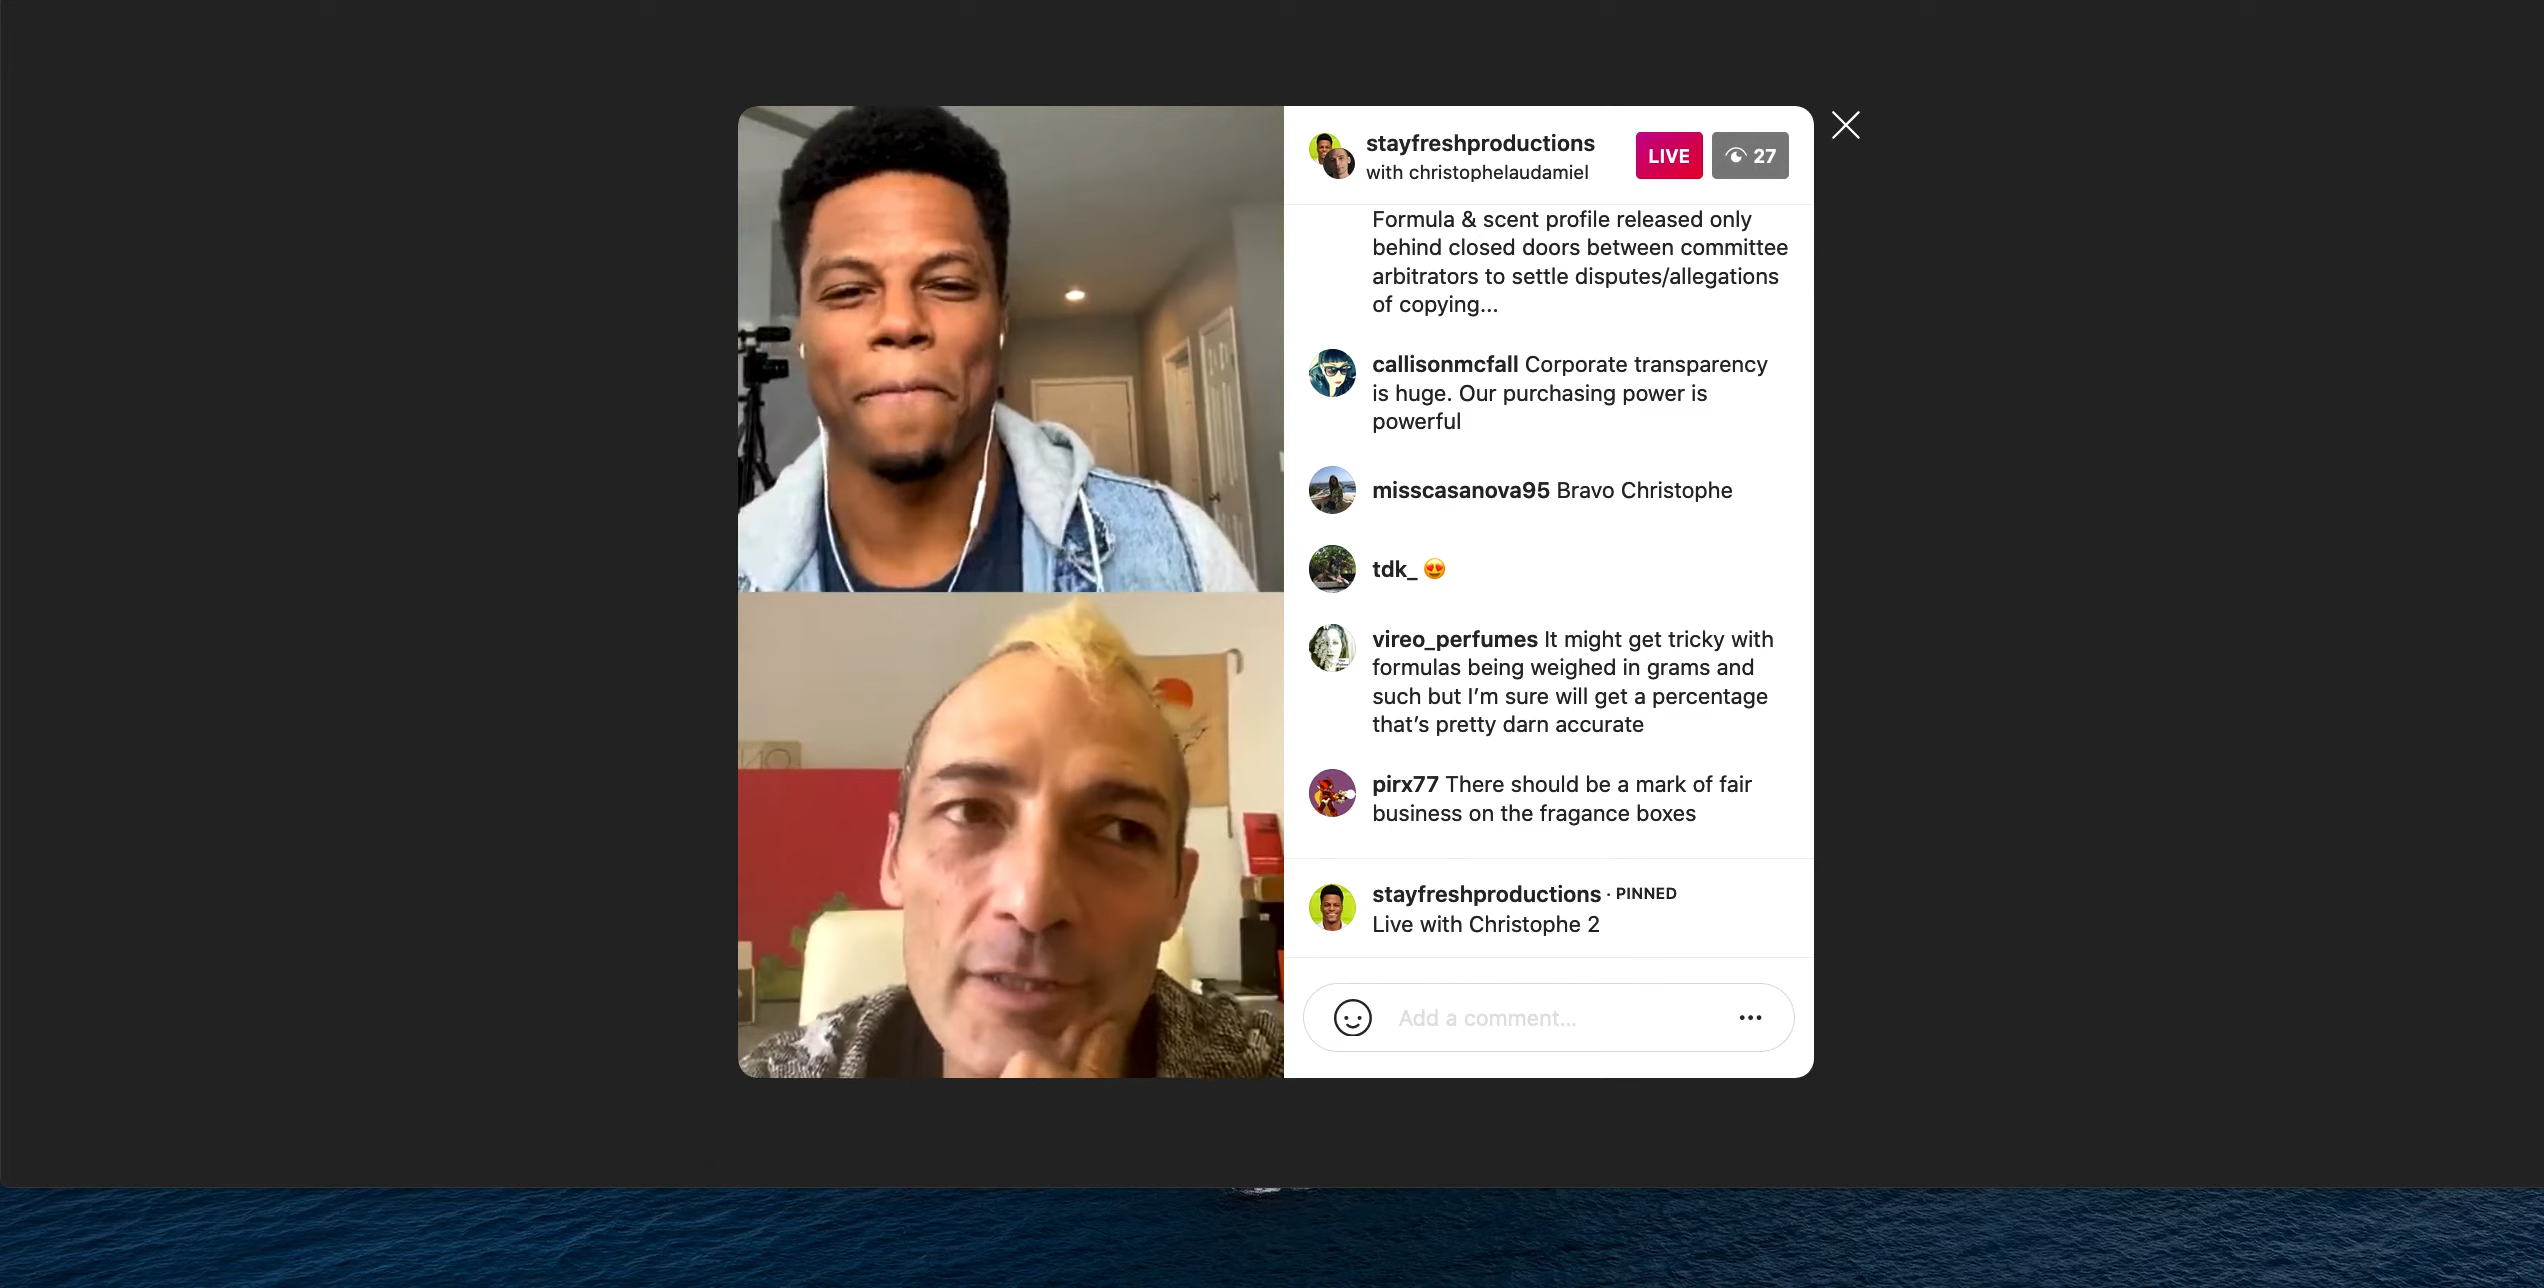 stayfreshproductions
with christophelaudamiel
LIVE
27
Formula & scent profile released only
behind closed doors between committee
arbitrators to settle disputes/allegations
of copying...
callisonmcfall Corporate transparency
is huge. Our purchasing power is
powerful
misscasanova95 Bravo Christophe
tdk_ 😍
vireo_perfumes It might get tricky with
formulas being weighed in grams and
such but I’m sure will get a percentage
that’s pretty darn accurate
pirx77 There should be a mark of fair
business on the fragance boxes
stayfreshproductions · PINNED
Live with Christophe 2
Add a comment...